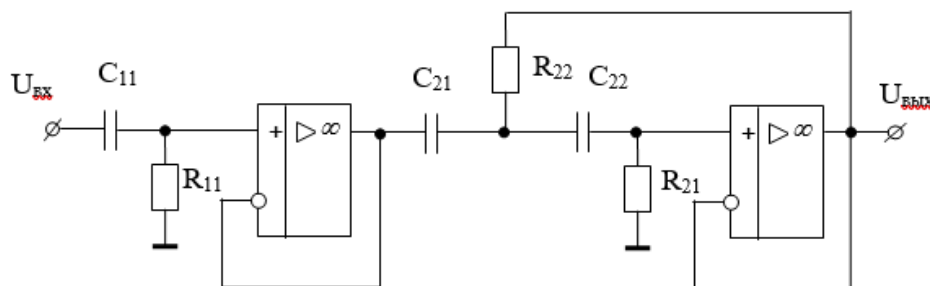 Uвх
C₁₁
R₁₁
+
▷ ∞
C₂₁
R₂₂
C₂₂
R₂₁
+
▷ ∞
Uвых